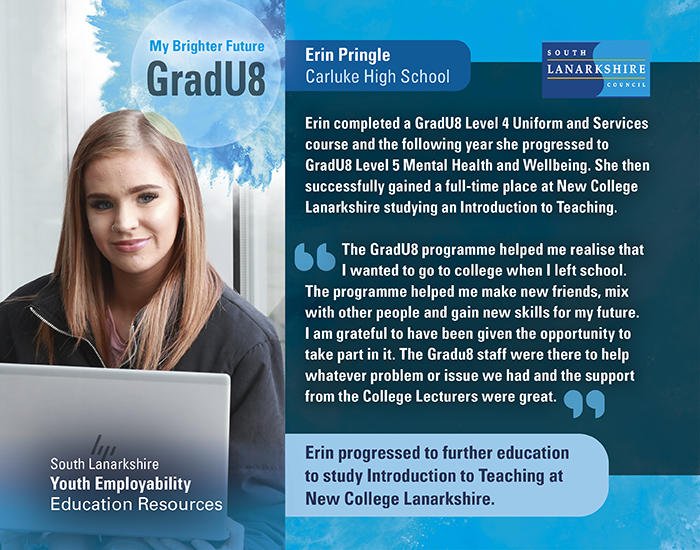 My Brighter Future
GradU8
Erin Pringle
Carluke High School
SOUTH
LANARKSHIRE
COUNCIL
Erin completed a GradU8 Level 4 Uniform and Services
course and the following year she progressed to
GradU8 Level 5 Mental Health and Wellbeing. She then
successfully gained a full-time place at New College
Lanarkshire studying an Introduction to Teaching.
“ The GradU8 programme helped me realise that
I wanted to go to college when I left school.
The programme helped me make new friends, mix
with other people and gain new skills for my future.
I am grateful to have been given the opportunity to
take part in it. The Gradu8 staff were there to help
whatever problem or issue we had and the support
from the College Lecturers were great. ”
Erin progressed to further education
to study Introduction to Teaching at
New College Lanarkshire.
hp
South Lanarkshire
Youth Employability
Education Resources